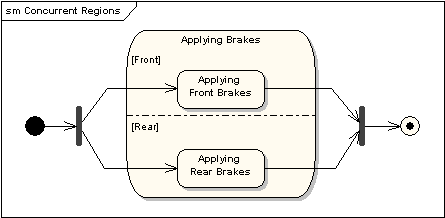 sm Concurrent Regions
Applying Brakes
[Front]
Applying
Front Brakes
[Rear]
Applying
Rear Brakes